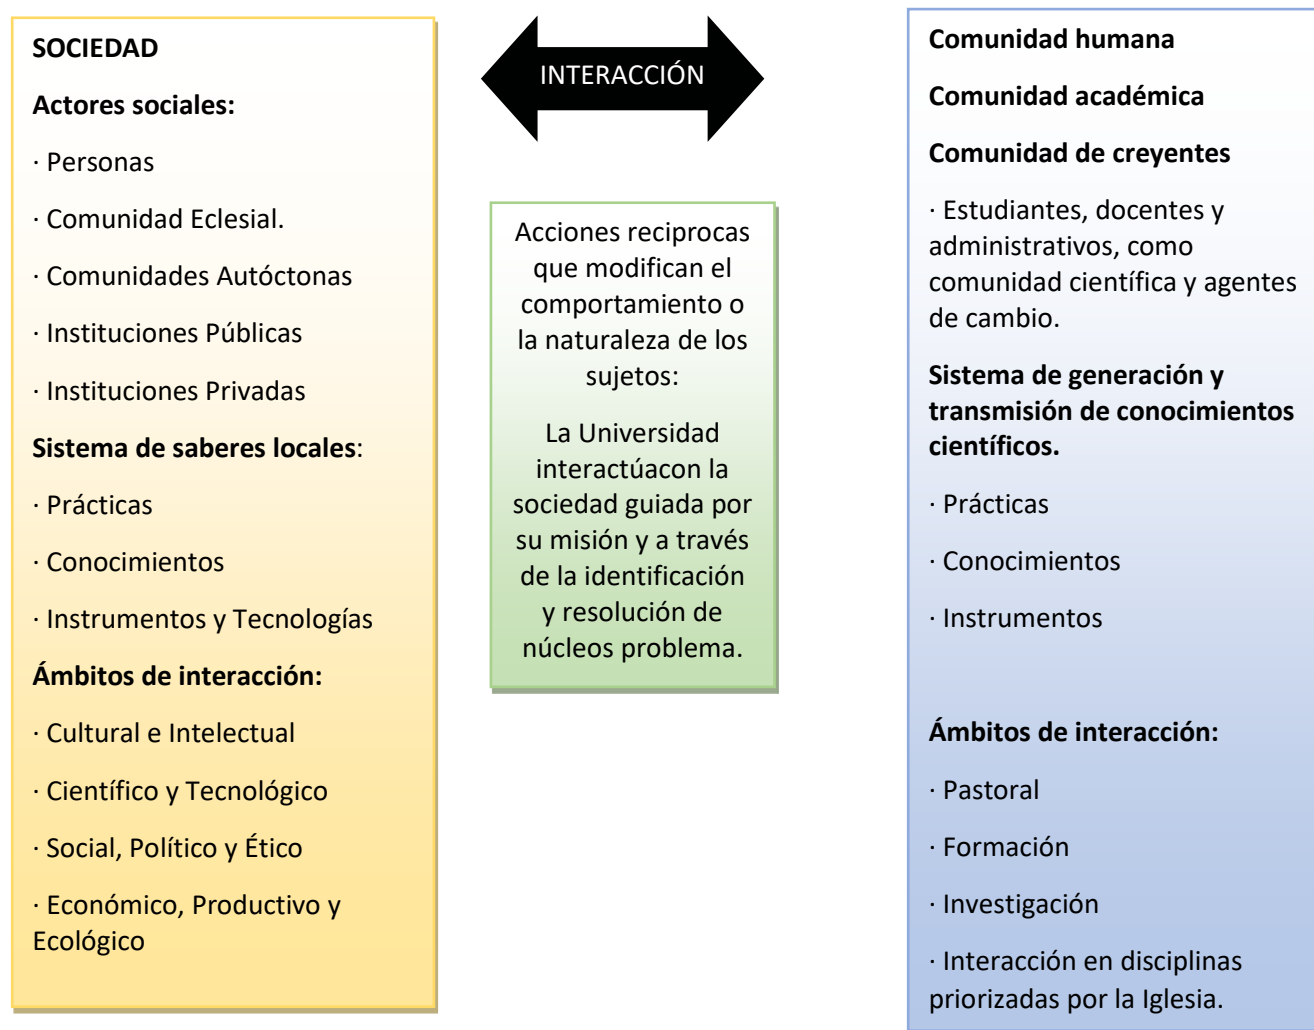 SOCIEDAD
Actores sociales:
· Personas
· Comunidad Eclesial.
· Comunidades Autóctonas
· Instituciones Públicas
· Instituciones Privadas
Sistema de saberes locales:
· Prácticas
· Conocimientos
· Instrumentos y Tecnologías
Ámbitos de interacción:
· Cultural e Intelectual
· Científico y Tecnológico
· Social, Político y Ético
· Económico, Productivo y
Ecológico
INTERACCIÓN
Acciones reciprocas
que modifican el
comportamiento o
la naturaleza de los
sujetos:
La Universidad
interactúacon la
sociedad guiada por
su misión y a través
de la identificación
y resolución de
núcleos problema.
Comunidad humana
Comunidad académica
Comunidad de creyentes
· Estudiantes, docentes y
administrativos, como
comunidad científica y agentes
de cambio.
Sistema de generación y
transmisión de conocimientos
científicos.
· Prácticas
· Conocimientos
· Instrumentos
Ámbitos de interacción:
· Pastoral
· Formación
· Investigación
· Interacción en disciplinas
priorizadas por la Iglesia.